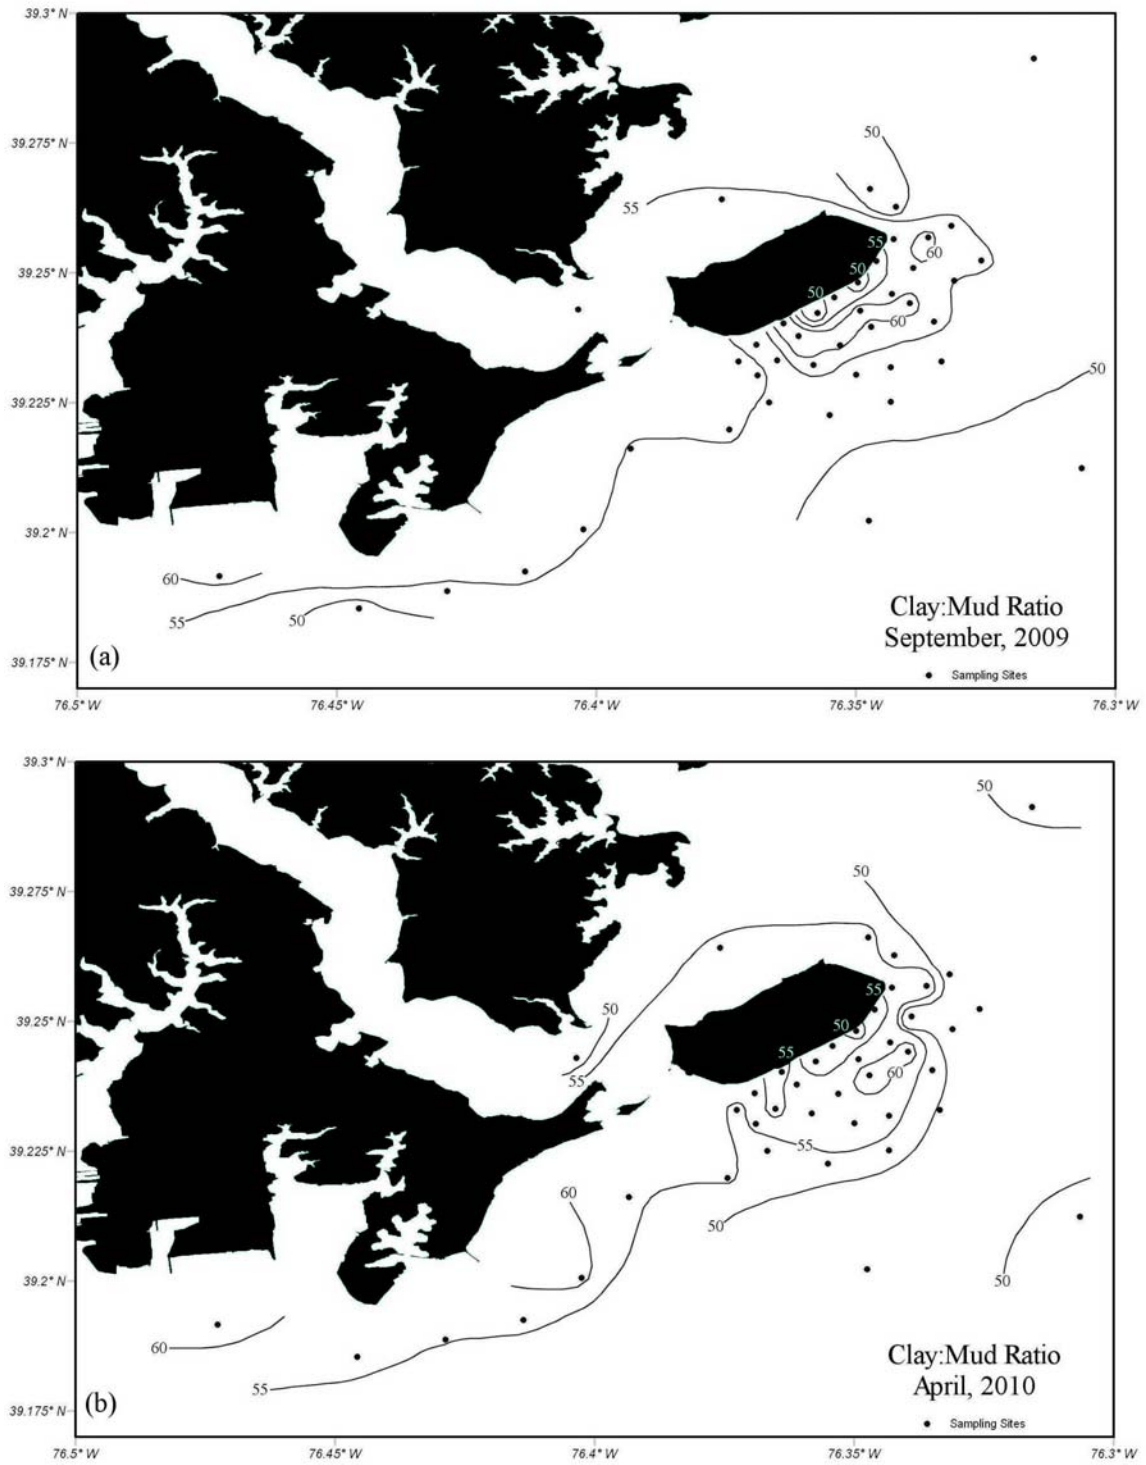 39.3° N
50
39.275° N
55
55
60
39.25° N
50
50
60
50
39.225° N
39.2° N
60
Clay:Mud Ratio
55
50
September, 2009
(a)
39.175° N
Sampling Sites
76.5° W
76.45° W
76.4° W
76.35° W
76.3° W
39.3° N
50
50
39.275° N
55
50
39.25° N
50
55
55
60
55
39.225° N
60
50
39.2° N
50
60
Clay:Mud Ratio
55
April, 2010
(b)
39.175° N
Sampling Sites
76.5° W
76.45° W
76.4° W
76.35° W
76.3° W